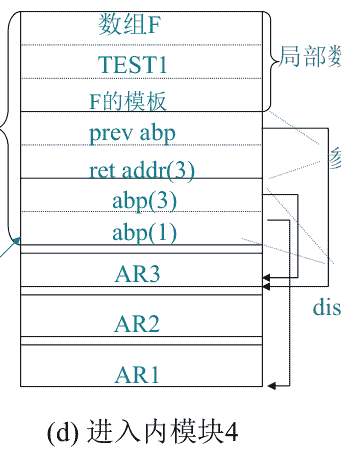 数组F
TEST1
局部数
F的模板
prev abp
ret addr(3)
abp(3)
abp(1)
AR3
dis
AR2
AR1
(d) 进入内模块4